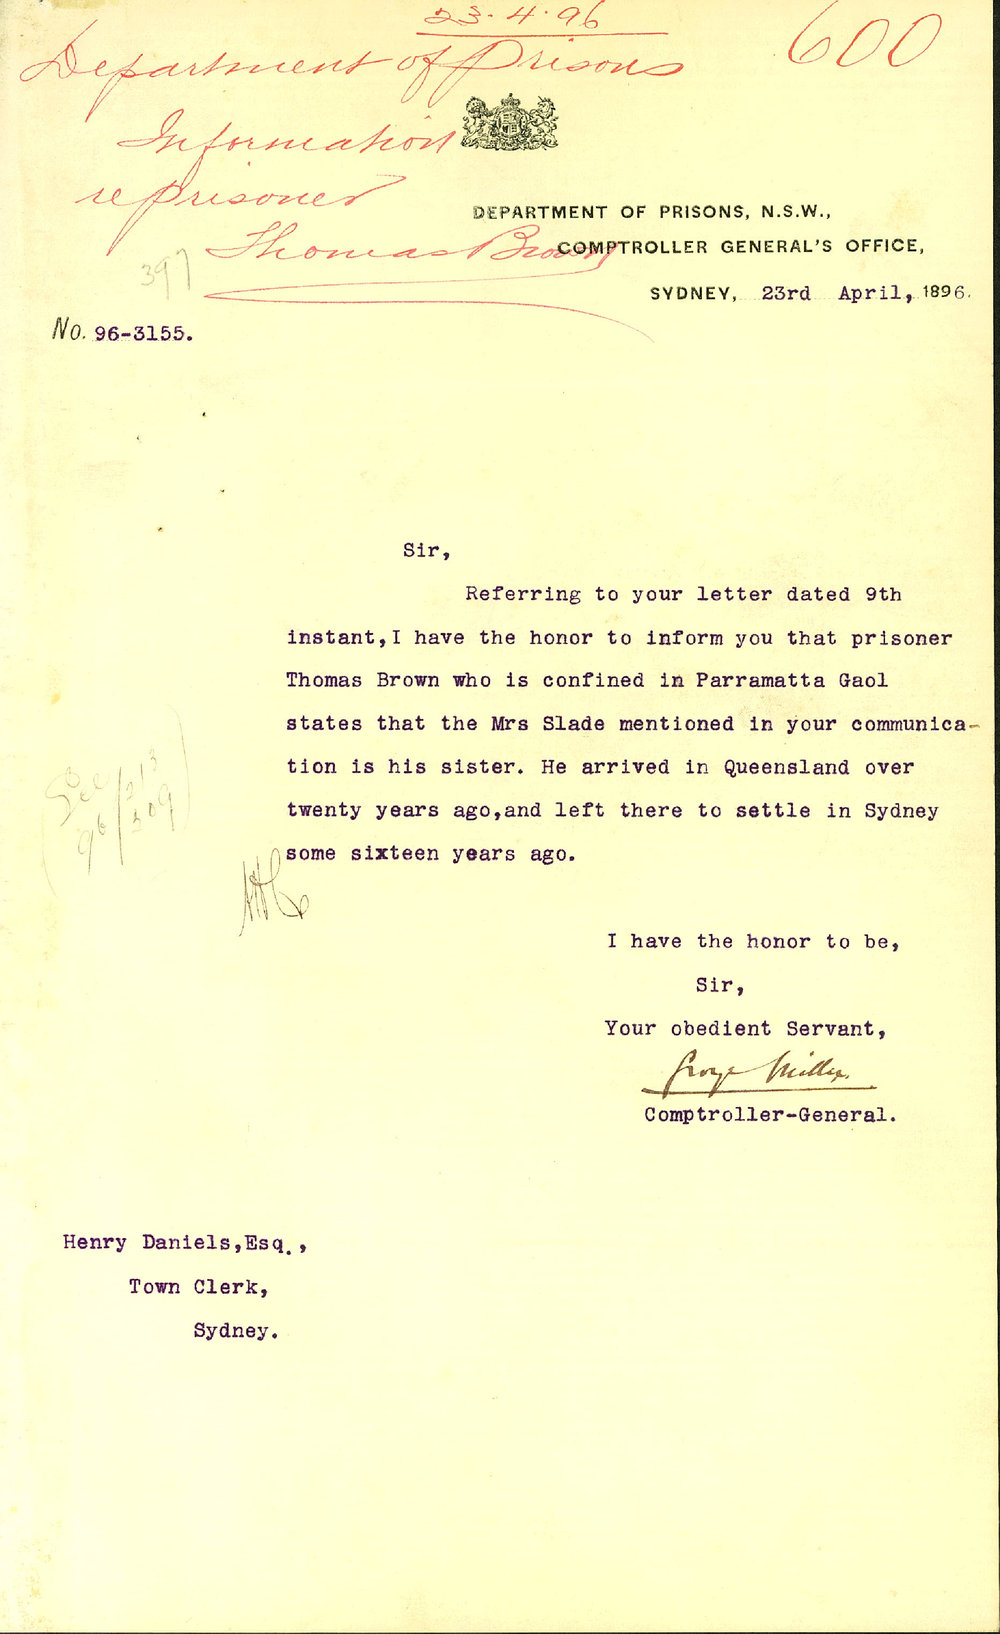 23.4.96
600
Department of Prisons
Information
re prisoner
Thomas Brown
DEPARTMENT OF PRISONS, N.S.W.,
COMPTROLLER GENERAL'S OFFICE,
397
SYDNEY, 23rd April, 1896.
No. 96-3155.
Sir,
Referring to your letter dated 9th
instant,I have the honor to inform you that prisoner
Thomas Brown who is confined in Parramatta Gaol
states that the Mrs Slade mentioned in your communica-
tion is his sister. He arrived in Queensland over
twenty years ago,and left there to settle in Sydney
some sixteen years ago.
I have the honor to be,
Sir,
Your obedient Servant,
George Miller
Comptroller-General.
Henry Daniels,Esq.,
Town Clerk,
Sydney.